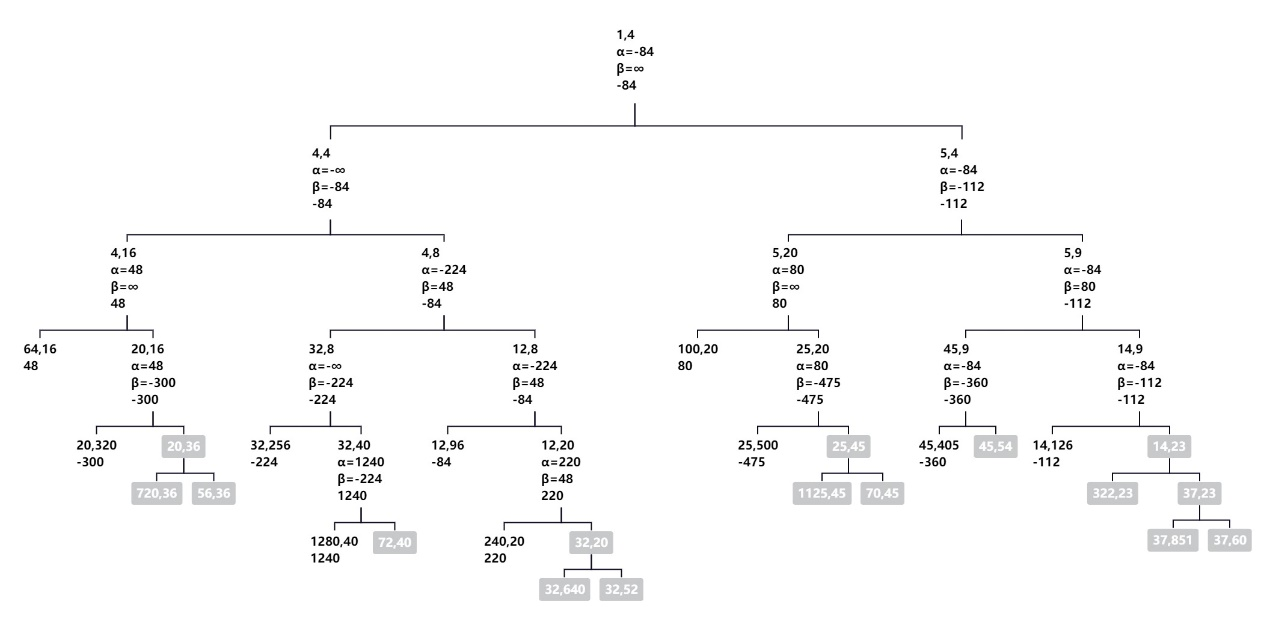 1,4
α=-84
β=∞
-84
4,4
α=-∞
β=-84
-84
5,4
α=-84
β=-112
-112
4,16
α=48
β=∞
48
4,8
α=-224
β=48
-84
5,20
α=80
β=∞
80
5,9
α=-84
β=80
-112
64,16
48
20,16
α=48
β=-300
-300
32,8
α=-∞
β=-224
-224
12,8
α=-224
β=48
-84
100,20
80
25,20
α=80
β=-475
-475
45,9
α=-84
β=-360
-360
14,9
α=-84
β=-112
-112
20,320
-300
20,36
32,256
-224
32,40
α=1240
β=-224
1240
12,96
-84
12,20
α=220
β=48
220
25,500
-475
25,45
45,405
-360
45,54
14,126
-112
14,23
720,36
56,36
1125,45
70,45
322,23
37,23
1280,40
1240
72,40
240,20
220
32,20
37,851
37,60
32,640
32,52